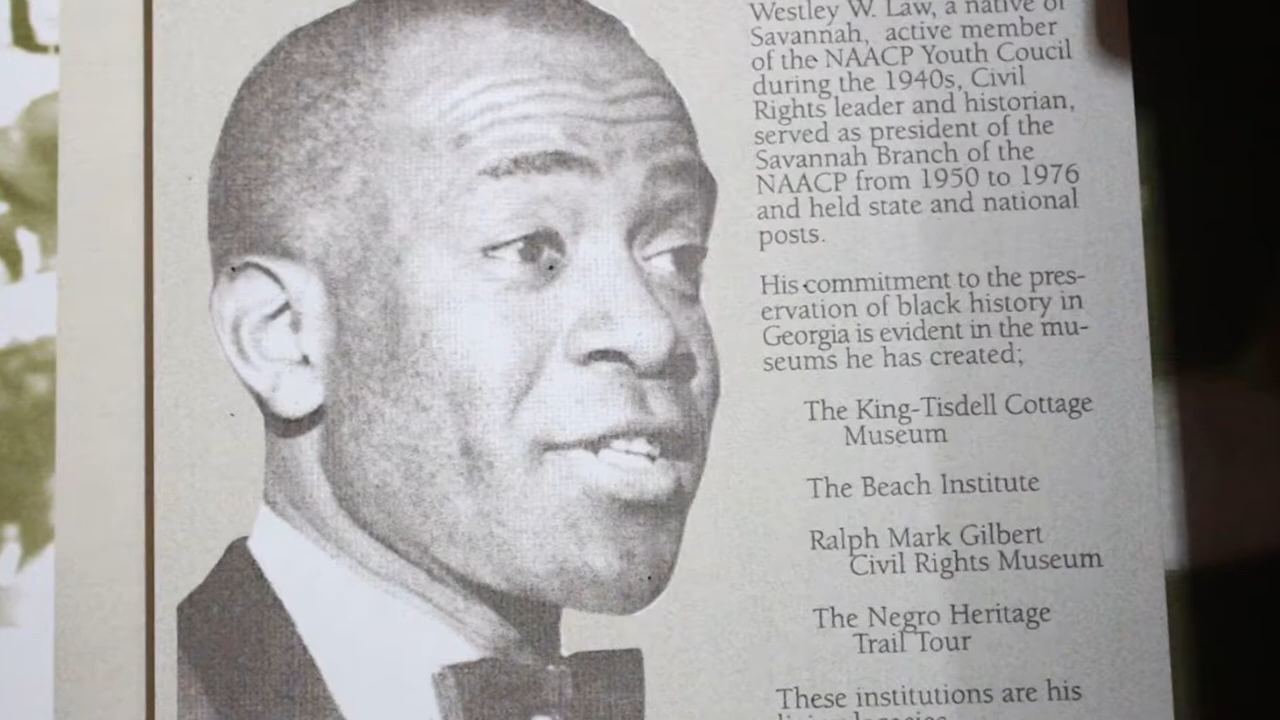 Westley W. Law, a native of
Savannah, active member
of the NAACP Youth Coucil
during the 1940s, Civil
Rights leader and historian,
served as president of the
Savannah Branch of the
NAACP from 1950 to 1976
and held state and national
posts.
His commitment to the pres-
ervation of black history in
Georgia is evident in the mu-
seums he has created;
The King-Tisdell Cottage
Museum
The Beach Institute
Ralph Mark Gilbert
Civil Rights Museum
The Negro Heritage
Trail Tour
These institutions are his